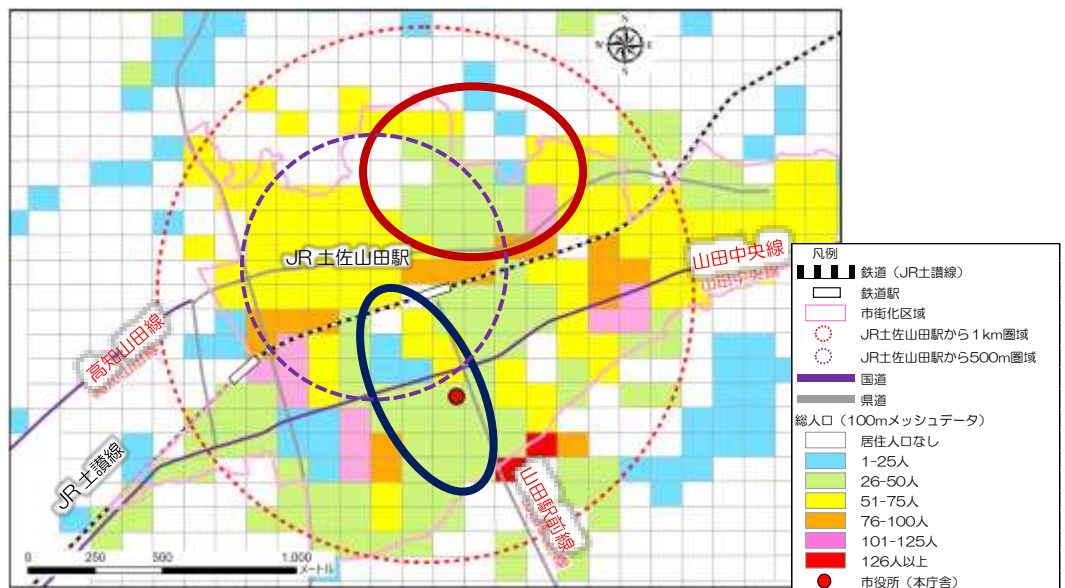 N
W
E
S
JR 土佐山田駅
山田中央線
高知山田線
JR 土讃線
山田駅前線
0
250
500
1,000
メートル
凡例
鉄道（JR土讃線）
鉄道駅
市街化区域
JR土佐山田駅から１km圏域
JR土佐山田駅から500m圏域
国道
県道
総人口（100mメッシュデータ）
居住人口なし
1-25人
26-50人
51-75人
76-100人
101-125人
126人以上
市役所（本庁舎）